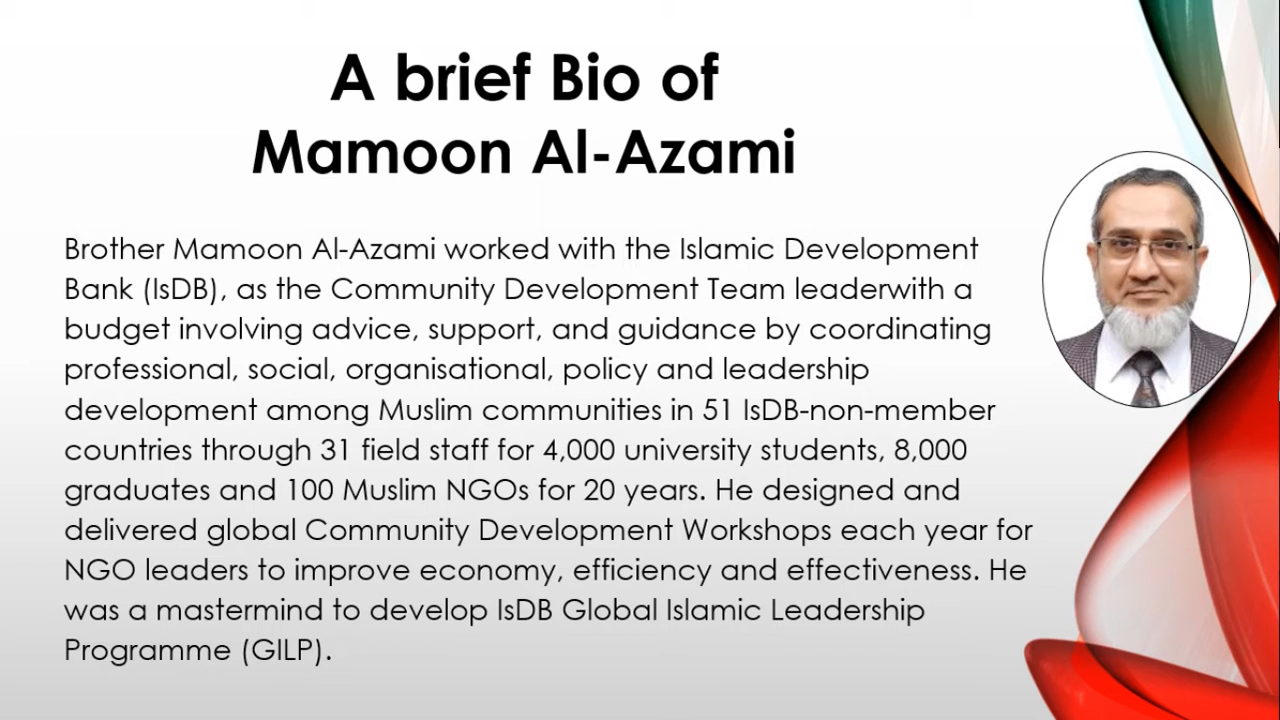 A brief Bio of
Mamoon Al-Azami
Brother Mamoon Al-Azami worked with the Islamic Development
Bank (IsDB), as the Community Development Team leaderwith a
budget involving advice, support, and guidance by coordinating
professional, social, organisational, policy and leadership
development among Muslim communities in 51 IsDB-non-member
countries through 31 field staff for 4,000 university students, 8,000
graduates and 100 Muslim NGOs for 20 years. He designed and
delivered global Community Development Workshops each year for
NGO leaders to improve economy, efficiency and effectiveness. He
was a mastermind to develop IsDB Global Islamic Leadership
Programme (GILP).